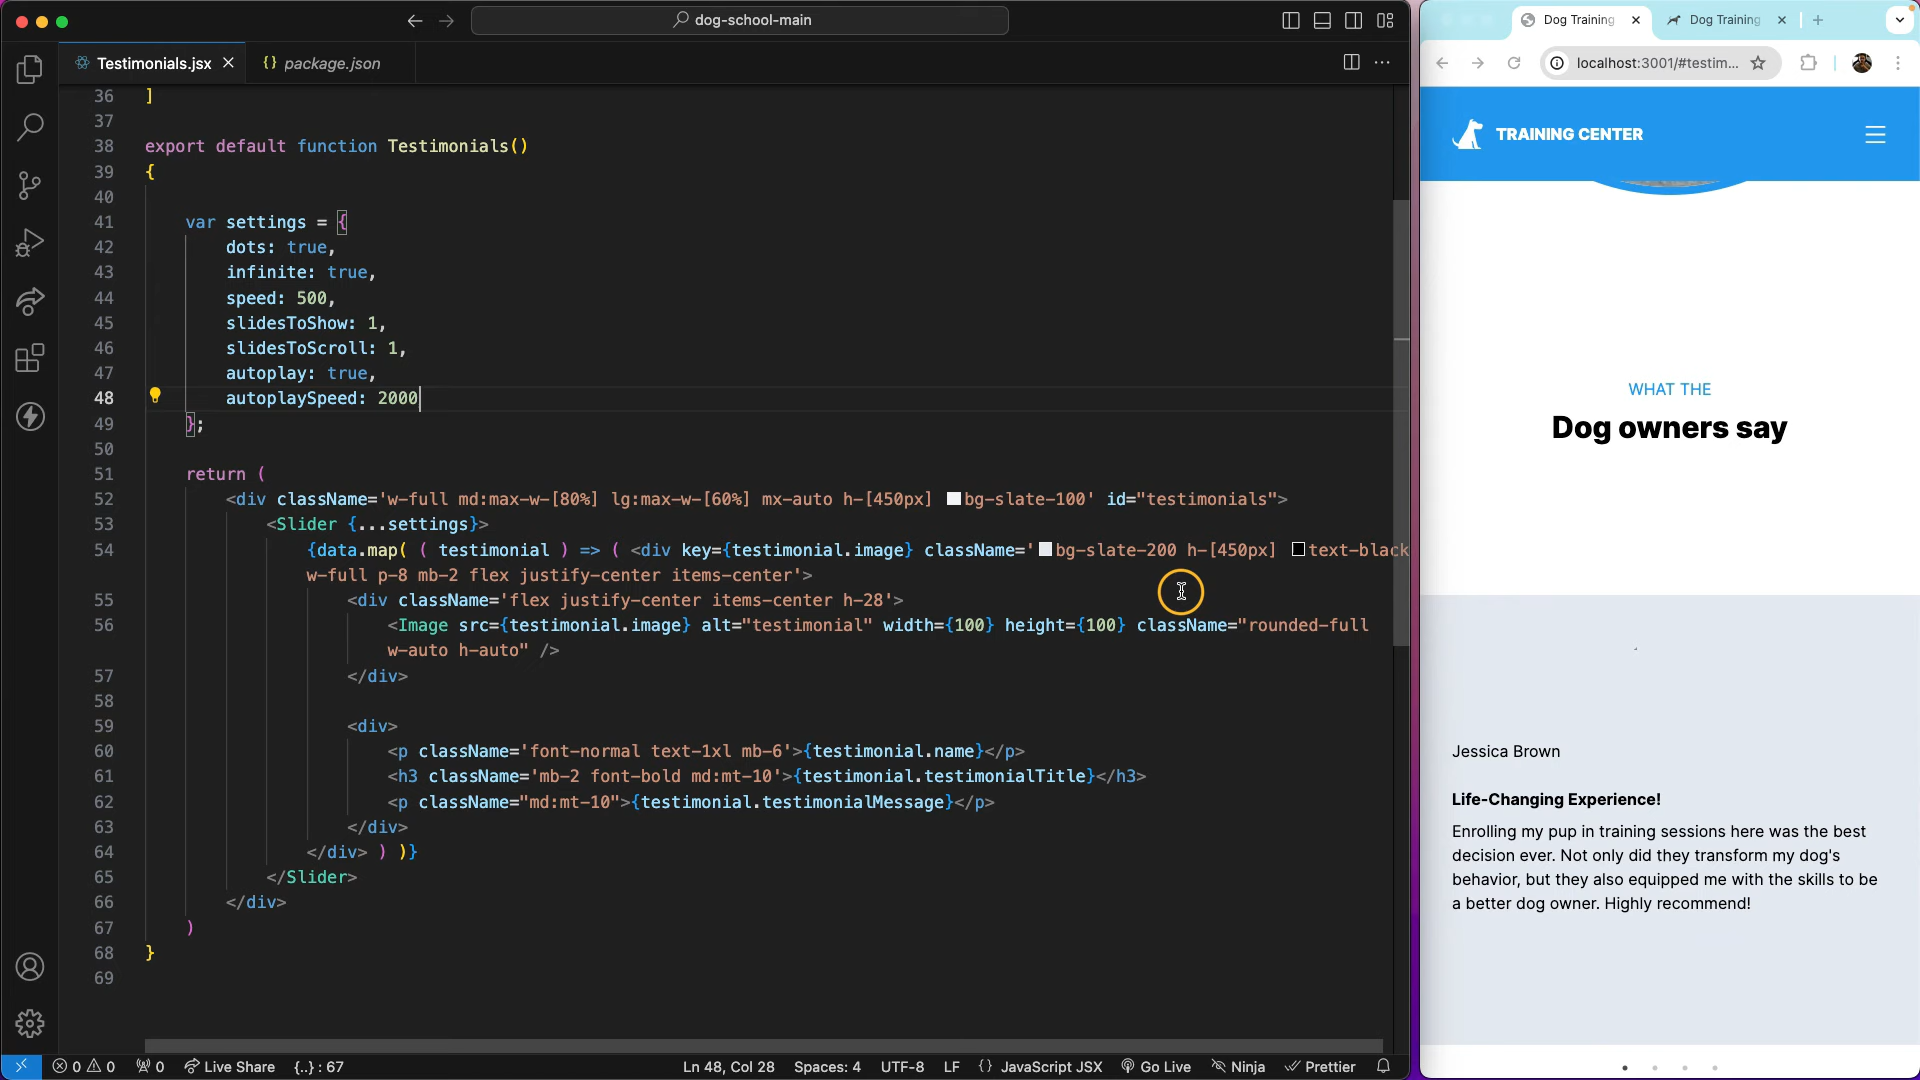 dog-school-main
Testimonials.jsx
{} package.json
36 ]
37
38 export default function Testimonials()
39 {
40
41 var settings = {
42 dots: true,
43 infinite: true,
44 speed: 500,
45 slidesToShow: 1,
46 slidesToScroll: 1,
47 autoplay: true,
48 autoplaySpeed: 2000
49 };
50
51 return (
52 <div className='w-full md:max-w-[80%] lg:max-w-[60%] mx-auto h-[450px] bg-slate-100' id="testimonials">
53 <Slider {...settings}>
54 {data.map( ( testimonial ) => ( <div key={testimonial.image} className='bg-slate-200 h-[450px] text-black
w-full p-8 mb-2 flex justify-center items-center'>
55 <div className='flex justify-center items-center h-28'>
56 <Image src={testimonial.image} alt="testimonial" width={100} height={100} className="rounded-full
w-auto h-auto" />
57 </div>
58
59 <div>
60 <p className='font-normal text-1xl mb-6'>{testimonial.name}</p>
61 <h3 className='mb-2 font-bold md:mt-10'>{testimonial.testimonialTitle}</h3>
62 <p className="md:mt-10">{testimonial.testimonialMessage}</p>
63 </div>
64 </div> ) )}
65 </Slider>
66 </div>
67 )
68 }
69
0 0 0 Live Share {..} : 67 Ln 48, Col 28 Spaces: 4 UTF-8 LF {} JavaScript JSX Go Live Ninja Prettier
Dog Training
Dog Training
localhost:3001/#testim...
TRAINING CENTER
WHAT THE
Dog owners say
Jessica Brown
Life-Changing Experience!
Enrolling my pup in training sessions here was the best
decision ever. Not only did they transform my dog's
behavior, but they also equipped me with the skills to be
a better dog owner. Highly recommend!